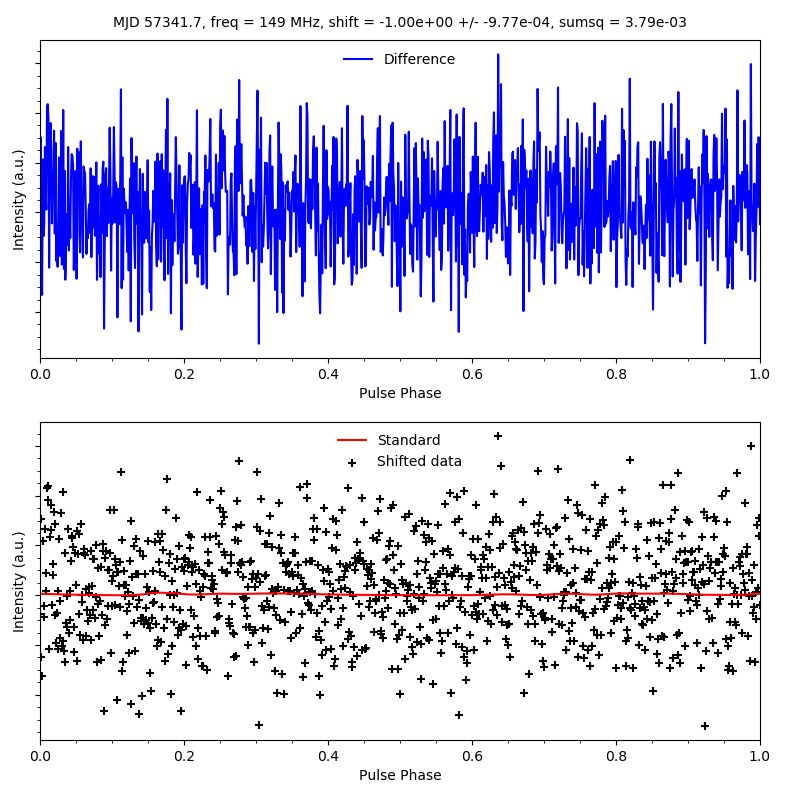 MJD 57341.7, freq = 149 MHz, shift = -1.00e+00 +/- -9.77e-04, sumsq = 3.79e-03
Difference
Intensity (a.u.)
0.0 0.2 0.4 0.6 0.8 1.0
Pulse Phase
Standard
Shifted data
Intensity (a.u.)
0.0 0.2 0.4 0.6 0.8 1.0
Pulse Phase